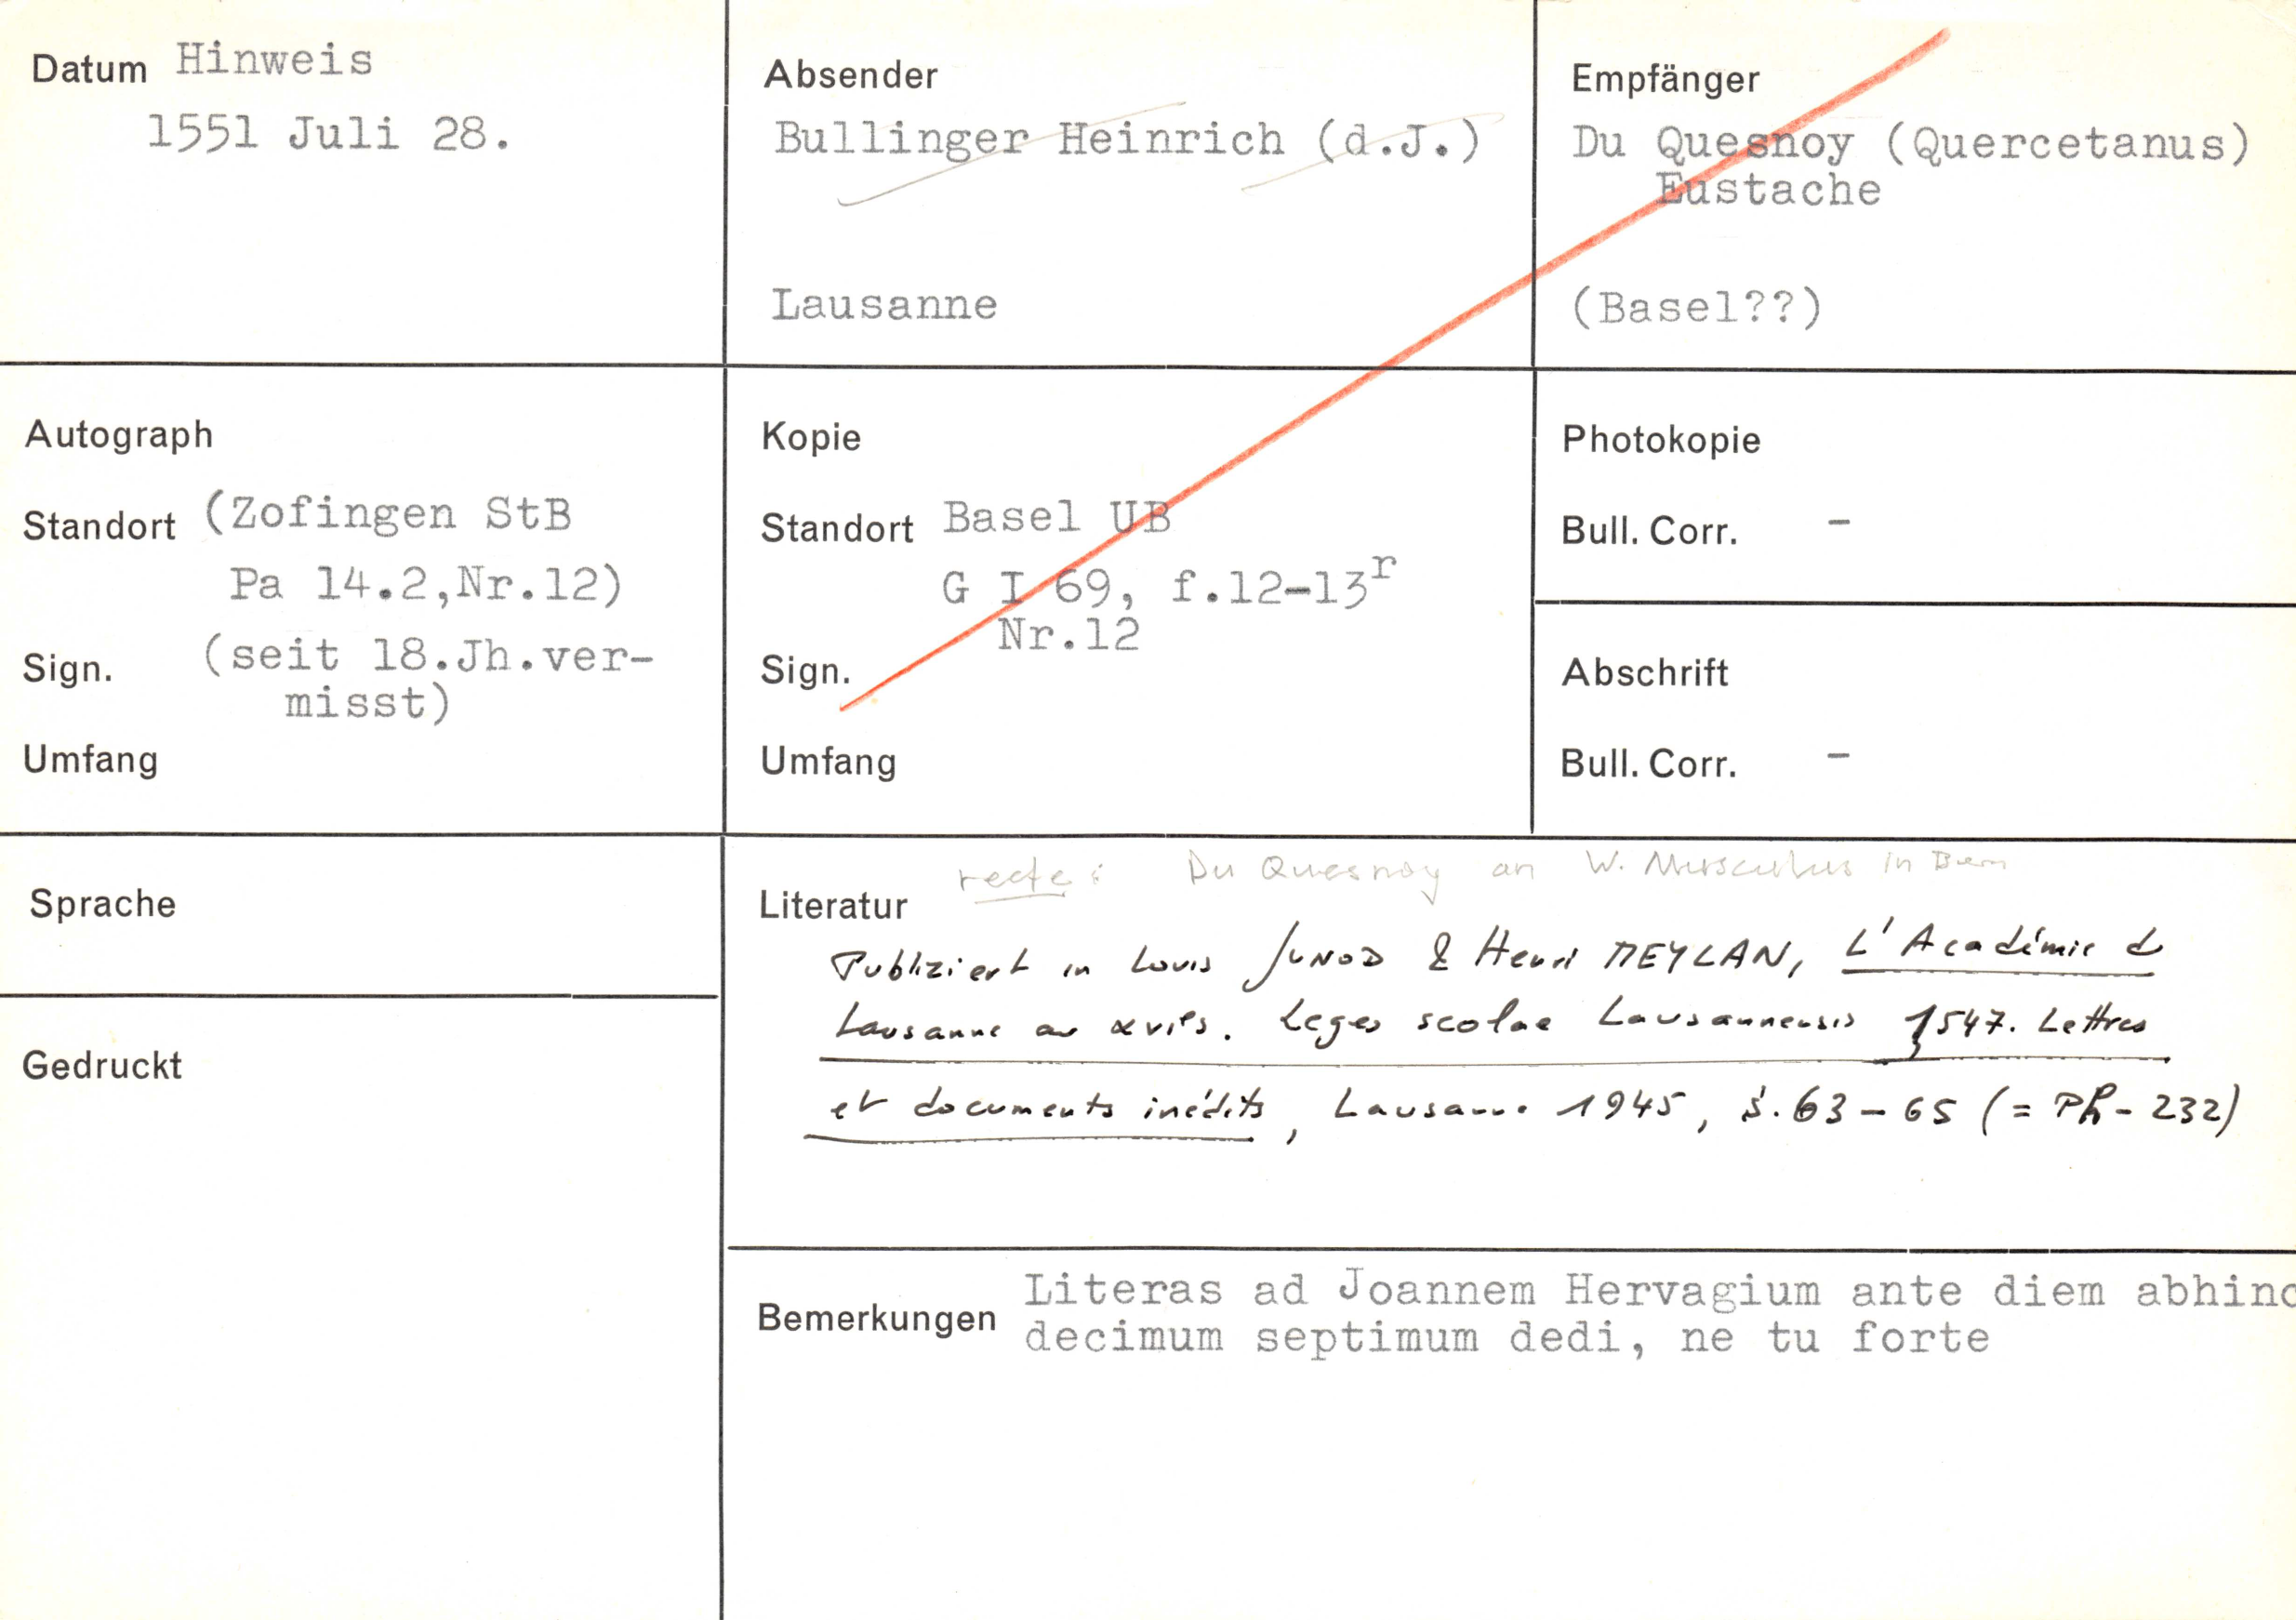 Datum Hinweis
1551 Juli 28.
Absender
Bullinger Heinrich (d.J.)
Lausanne
Empfänger
Du Quesnoy (Quercetanus)
Eustache
(Basel??)
Autograph
Standort (Zofingen StB
Pa 14.2,Nr.12)
Sign. (seit 18.Jh.ver-
misst)
Umfang
Kopie
Standort Basel UB
G I 69, f.12-13r
Nr.12
Sign.
Umfang
Photokopie
Bull. Corr. -
Abschrift
Bull. Corr. -
Sprache
Gedruckt
recte: Du Quesnoy an W. Musculus in Bern
Literatur
Publiziert in Louis JUNOD & Henri MEYLAN, L'Académie d
Lausanne au XVIe s. Leges scolae Lausannensis 1547. Lettres
et documents inédits, Lausanne 1945, S. 63-65 (= PR-232)
Bemerkungen Literas ad Joannem Hervagium ante diem abhinc
decimum septimum dedi, ne tu forte